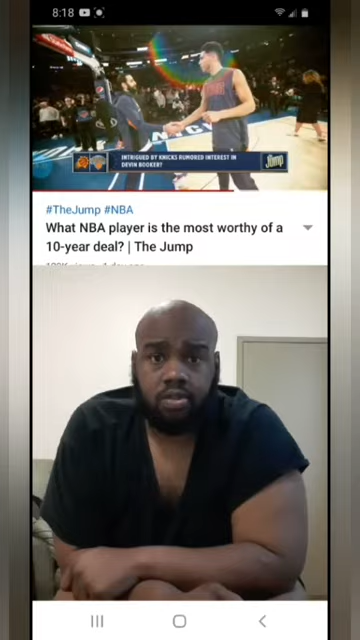 8:18
INTRIGUED BY KNICKS RUMORED INTEREST IN
DEVIN BOOKER?
Jump
#TheJump #NBA
What NBA player is the most worthy of a
10-year deal? | The Jump